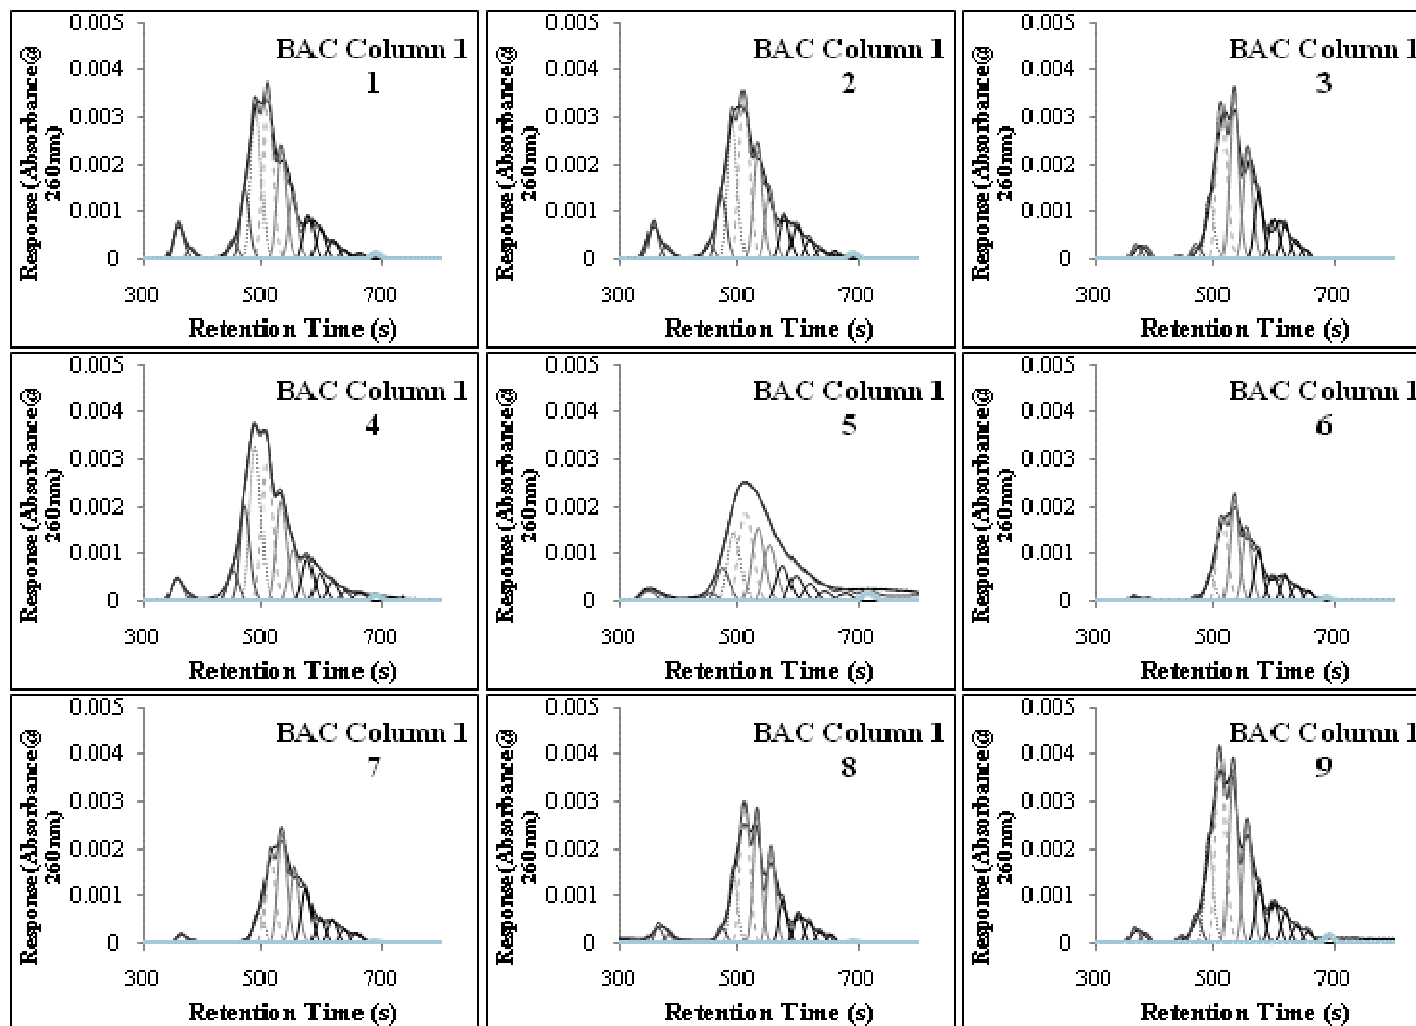 Response (Absorbance@
260nm)
0.005
0.004
0.003
0.002
0.001
0
BAC Column 1
1
300
500
700
Retention Time (s)
Response (Absorbance@
260nm)
0.005
0.004
0.003
0.002
0.001
0
BAC Column 1
2
300
500
700
Retention Time (s)
Response (Absorbance@
260nm)
0.005
0.004
0.003
0.002
0.001
0
BAC Column 1
3
300
500
700
Retention Time (s)
Response (Absorbance@
260nm)
0.005
0.004
0.003
0.002
0.001
0
BAC Column 1
4
300
500
700
Retention Time (s)
Response (Absorbance@
260nm)
0.005
0.004
0.003
0.002
0.001
0
BAC Column 1
5
300
500
700
Retention Time (s)
Response (Absorbance@
260nm)
0.005
0.004
0.003
0.002
0.001
0
BAC Column 1
6
300
500
700
Retention Time (s)
Response (Absorbance@
260nm)
0.005
0.004
0.003
0.002
0.001
0
BAC Column 1
7
300
500
700
Retention Time (s)
Response (Absorbance@
260nm)
0.005
0.004
0.003
0.002
0.001
0
BAC Column 1
8
300
500
700
Retention Time (s)
Response (Absorbance@
260nm)
0.005
0.004
0.003
0.002
0.001
0
BAC Column 1
9
300
500
700
Retention Time (s)